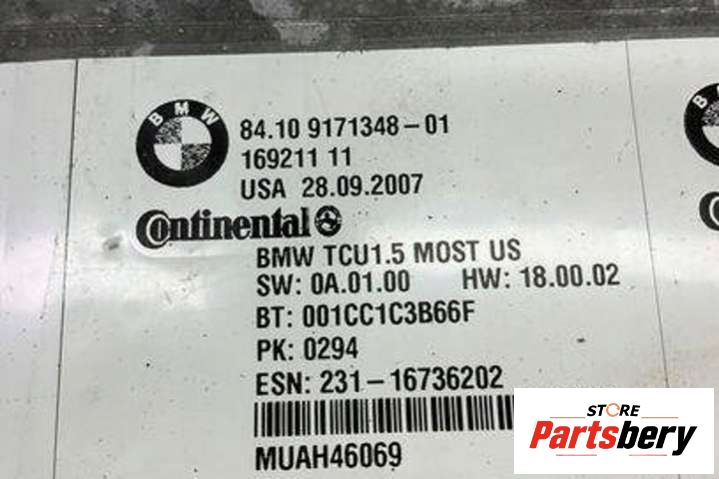 BMW
84.10 9171348-01
169211 11
USA 28.09.2007
Continental
BMW TCU1.5 MOST US
SW: 0A.01.00 HW: 18.00.02
BT: 001CC1C3B66F
PK: 0294
ESN: 231-16736202
MUAH46069
STORE
Partsbery